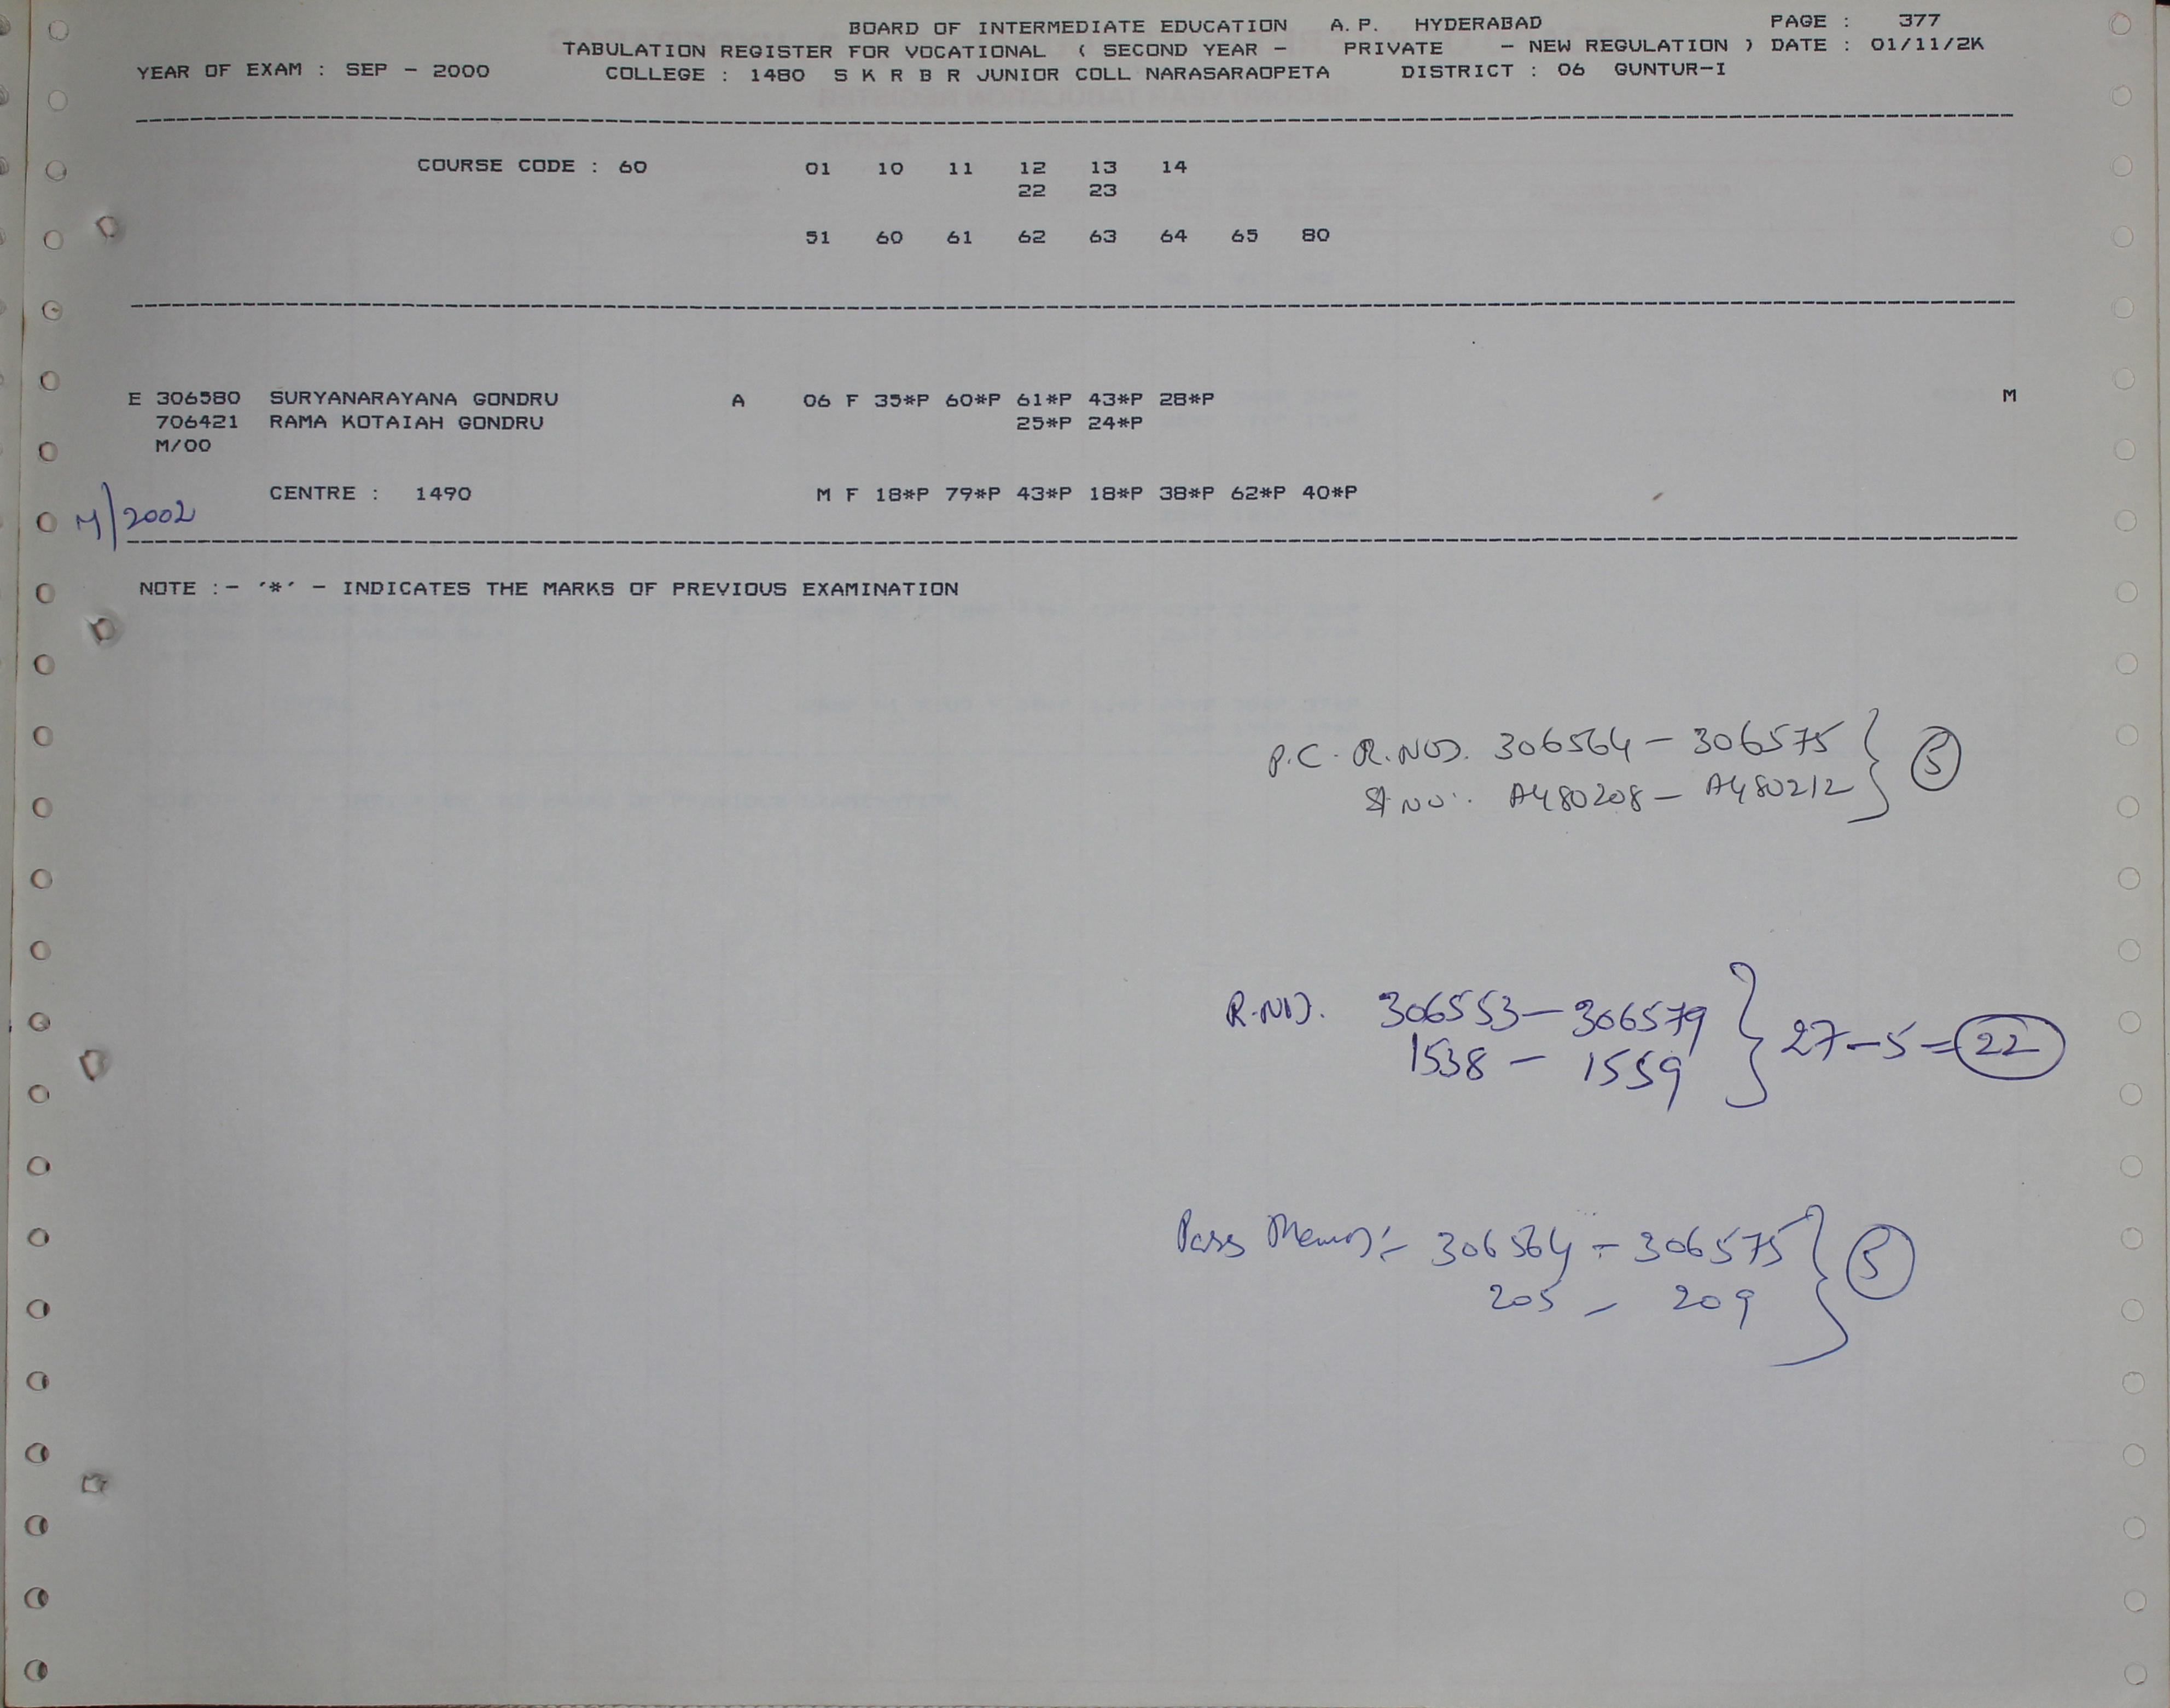 BOARD OF INTERMEDIATE EDUCATION A.P. HYDERABAD PAGE : 377
TABULATION REGISTER FOR VOCATIONAL ( SECOND YEAR - PRIVATE - NEW REGULATION ) DATE : 01/11/2K
YEAR OF EXAM : SEP - 2000 COLLEGE : 1480 S K R B R JUNIOR COLL NARASARAOPETA DISTRICT : 06 GUNTUR-I
COURSE CODE : 60 01 10 11 12 13 14
22 23
51 60 61 62 63 64 65 80
E 306580 SURYANARAYANA GONDRU A 06 F 35*P 60*P 61*P 43*P 28*P M
706421 RAMA KOTAIAH GONDRU 25*P 24*P
M/00
CENTRE : 1490 M F 18*P 79*P 43*P 18*P 38*P 62*P 40*P
M/2002
NOTE :- '*' - INDICATES THE MARKS OF PREVIOUS EXAMINATION
P.C. R.NOs. 306564 - 306575 } 5
Sl.No:. A480208 - A480212
R.NO. 306553 - 306579 } 27-5 = 22
1538 - 1559
Pass Memos:- 306564 - 306575 } 5
205 - 209